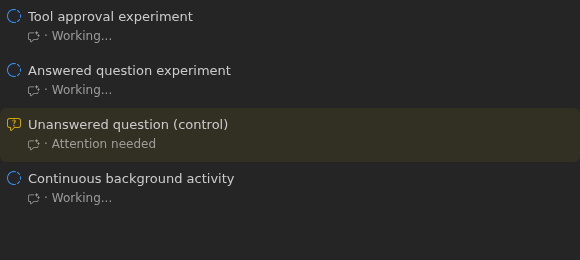 Tool approval experiment
· Working...
Answered question experiment
· Working...
Unanswered question (control)
· Attention needed
Continuous background activity
· Working...